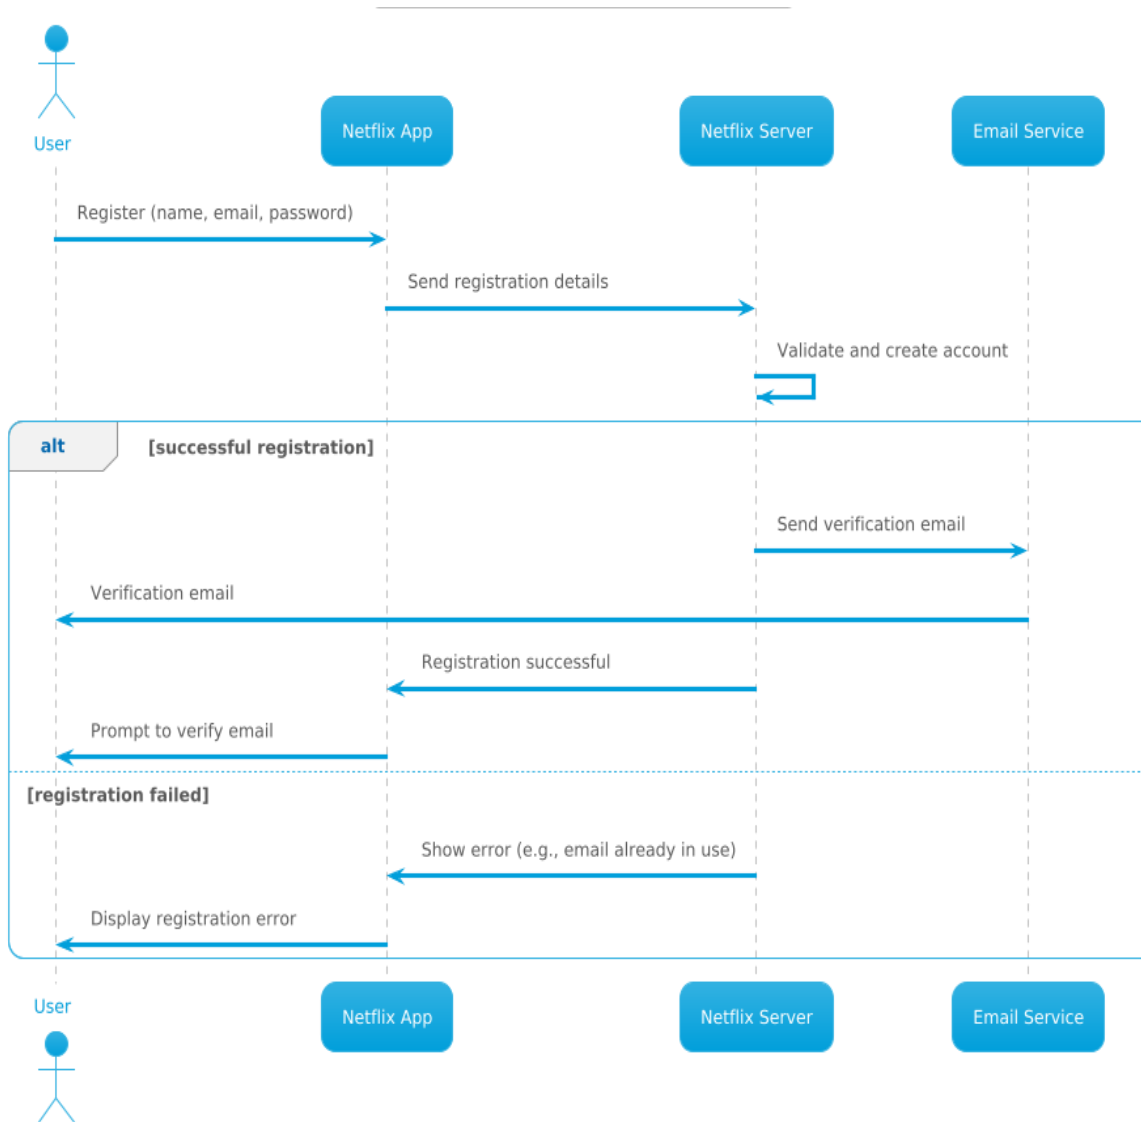 User
Netflix App
Netflix Server
Email Service
Register (name, email, password)
Send registration details
Validate and create account
alt
[successful registration]
Send verification email
Verification email
Registration successful
Prompt to verify email
[registration failed]
Show error (e.g., email already in use)
Display registration error
User
Netflix App
Netflix Server
Email Service